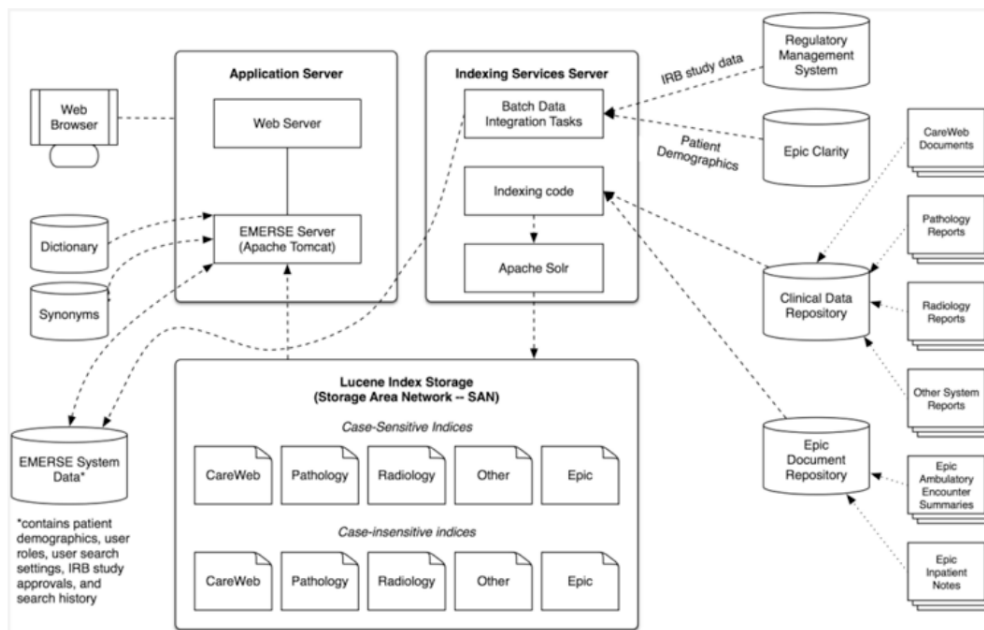 Application Server
Web Server
EMERSE Server
(Apache Tomcat)
Indexing Services Server
Batch Data
Integration Tasks
Indexing code
Apache Solr
IRB study data
Patient
Demographics
Regulatory
Management
System
Epic Clarity
Clinical Data
Repository
Epic
Document
Repository
CareWeb
Documents
Pathology
Reports
Radiology
Reports
Other System
Reports
Epic
Ambulatory
Encounter
Summaries
Epic
Inpatient
Notes
Web
Browser
Dictionary
Synonyms
EMERSE System
Data*
*contains patient
demographics, user
roles, user search
settings, IRB study
approvals, and
search history
Lucene Index Storage
(Storage Area Network -- SAN)
Case-Sensitive Indices
CareWeb
Pathology
Radiology
Other
Epic
Case-insensitive indices
CareWeb
Pathology
Radiology
Other
Epic